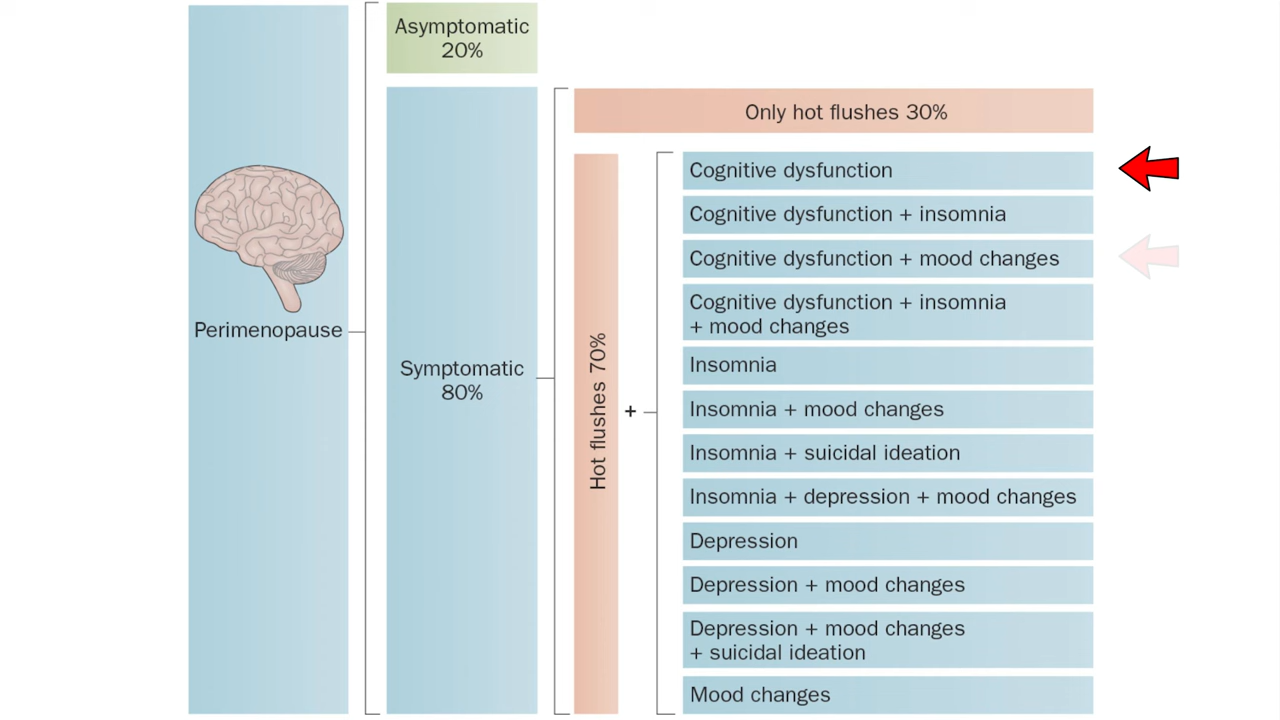 Perimenopause
Asymptomatic
20%
Symptomatic
80%
Only hot flushes 30%
Hot flushes 70%
+
Cognitive dysfunction
Cognitive dysfunction + insomnia
Cognitive dysfunction + mood changes
Cognitive dysfunction + insomnia
+ mood changes
Insomnia
Insomnia + mood changes
Insomnia + suicidal ideation
Insomnia + depression + mood changes
Depression
Depression + mood changes
Depression + mood changes
+ suicidal ideation
Mood changes